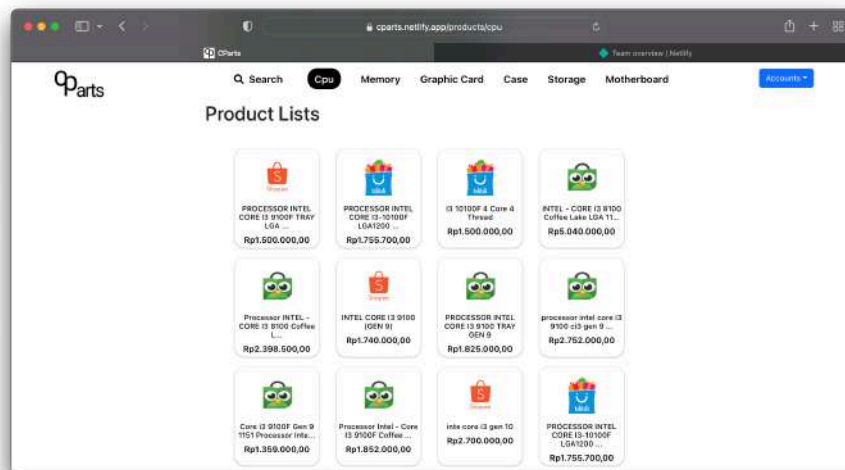 cparts.netlify.app/products/cpu
CParts
Team overview | Netlify
CParts
Search
Cpu
Memory
Graphic Card
Case
Storage
Motherboard
Accounts
Product Lists
Shopee
PROCESSOR INTEL
CORE I3 9100F TRAY
LGA ...
Rp1.500.000,00
blibli
PROCESSOR INTEL
CORE I3-10100F
LGA1200 ...
Rp1.755.700,00
blibli
I3 10100F 4 Core 4
Thread
Rp1.500.000,00
INTEL - CORE I3 8100
Coffee Lake LGA 11...
Rp5.040.000,00
Processor INTEL -
CORE I3 8100 Coffee
L...
Rp2.398.500,00
Shopee
INTEL CORE I3 9100
(GEN 9)
Rp1.740.000,00
PROCESSOR INTEL
CORE I3 9100 TRAY
GEN 9
Rp1.825.000,00
processor intel core i3
9100 ci3 gen 9 ...
Rp2.752.000,00
Core i3 9100F Gen 9
1151 Processor Inte...
Rp1.359.000,00
Processor Intel - Core
I3 9100F Coffee ...
Rp1.852.000,00
Shopee
inte core i3 gen 10
Rp2.700.000,00
blibli
PROCESSOR INTEL
CORE I3-10100F
LGA1200 ...
Rp1.755.700,00